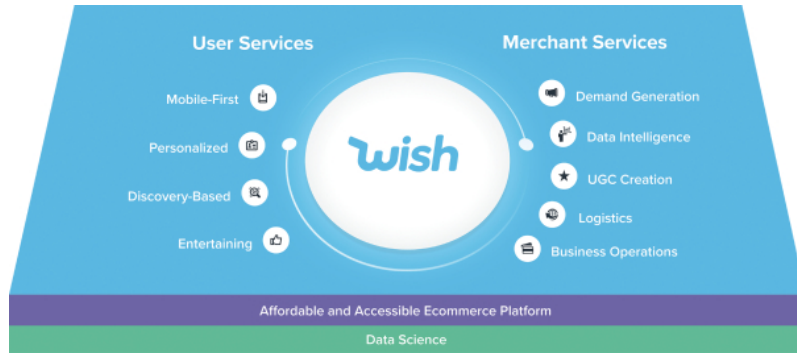 User Services
Mobile-First
Personalized
Discovery-Based
Entertaining
wish
Merchant Services
Demand Generation
Data Intelligence
UGC Creation
Logistics
Business Operations
Affordable and Accessible Ecommerce Platform
Data Science